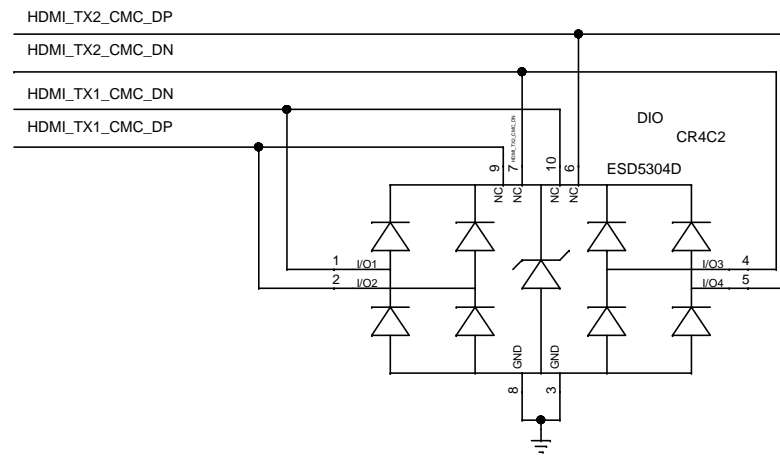 HDMI_TX2_CMC_DP
HDMI_TX2_CMC_DN
HDMI_TX1_CMC_DN
HDMI_TX1_CMC_DP
DIO
CR4C2
ESD5304D
9
7
HDMI_TX2_CMC_DN
10
6
NC
NC
NC
NC
1
I/O1
2
I/O2
I/O3
4
I/O4
5
GND
GND
8
3